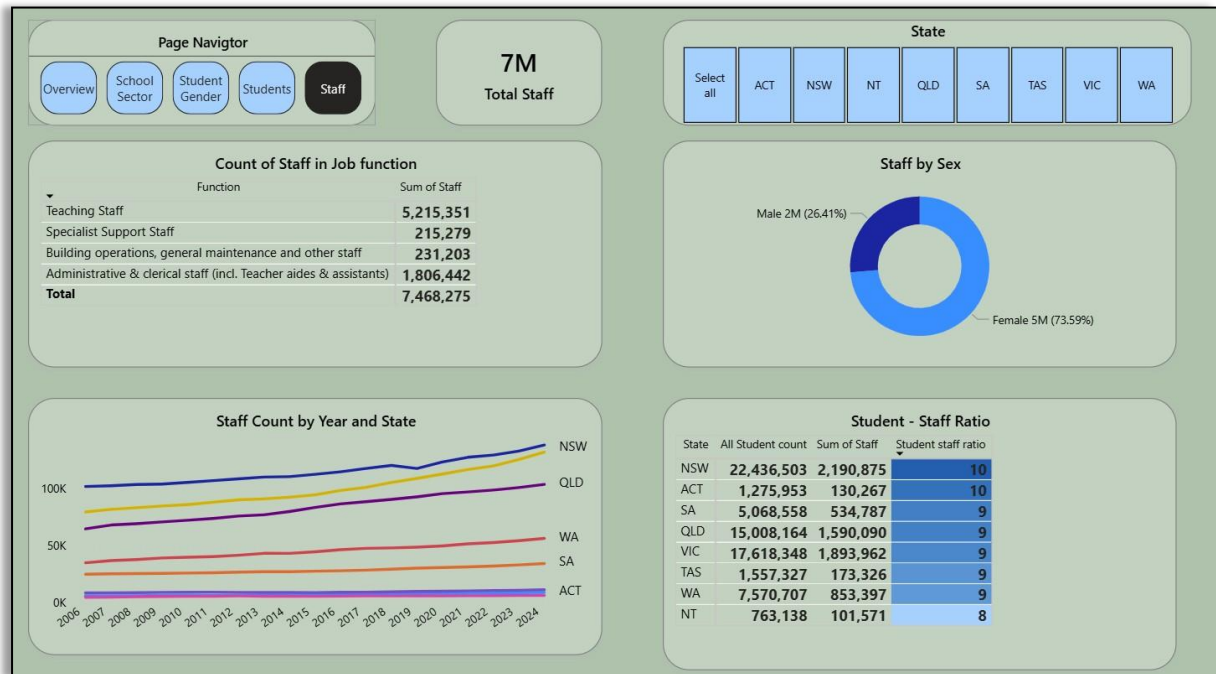 Page Navigtor
Overview
School
Sector
Student
Gender
Students
Staff
7M
Total Staff
State
Select
all
ACT
NSW
NT
QLD
SA
TAS
VIC
WA
Count of Staff in Job function
Function Sum of Staff
Teaching Staff 5,215,351
Specialist Support Staff 215,279
Building operations, general maintenance and other staff 231,203
Administrative & clerical staff (incl. Teacher aides & assistants) 1,806,442
Total 7,468,275
Staff by Sex
Male 2M (26.41%)
Female 5M (73.59%)
Staff Count by Year and State
100K
50K
0K
NSW
QLD
WA
SA
ACT
2006 2007 2008 2009 2010 2011 2012 2013 2014 2015 2016 2017 2018 2019 2020 2021 2022 2023 2024
Student - Staff Ratio
State All Student count Sum of Staff Student staff ratio
NSW 22,436,503 2,190,875 10
ACT 1,275,953 130,267 10
SA 5,068,558 534,787 9
QLD 15,008,164 1,590,090 9
VIC 17,618,348 1,893,962 9
TAS 1,557,327 173,326 9
WA 7,570,707 853,397 9
NT 763,138 101,571 8